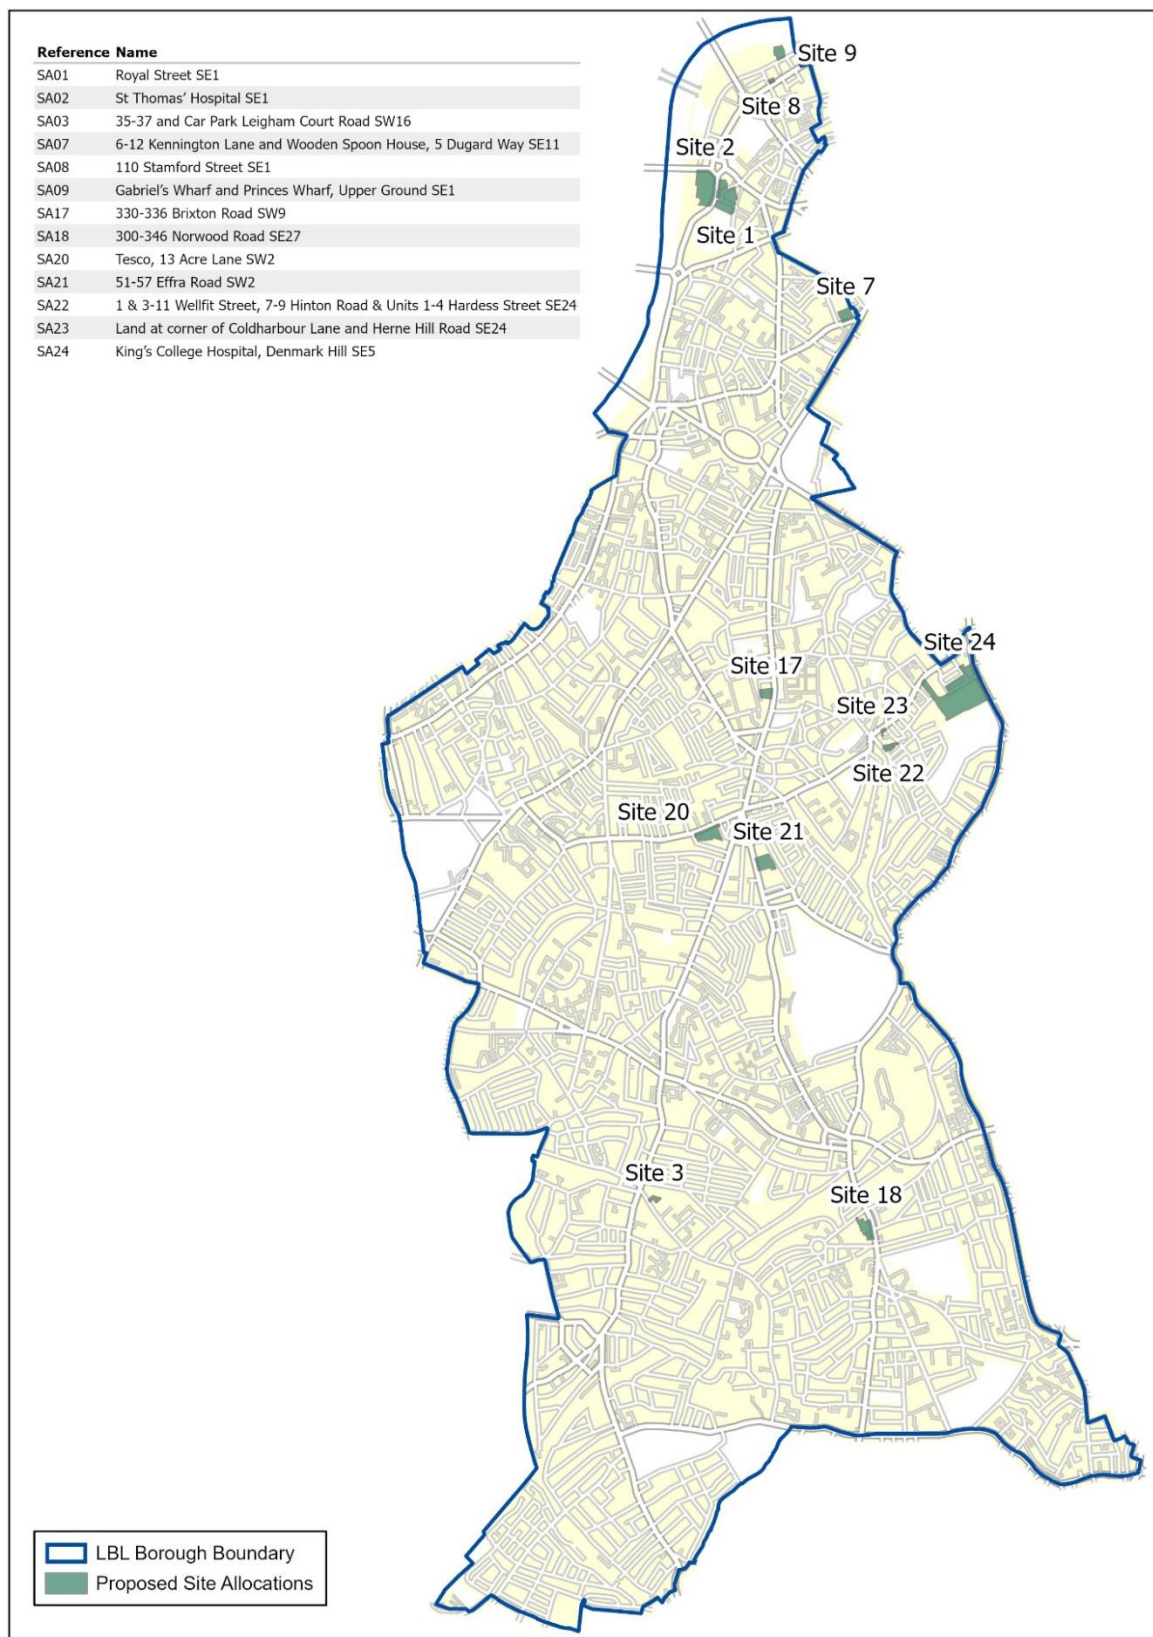 Reference Name
SA01 Royal Street SE1
SA02 St Thomas’ Hospital SE1
SA03 35-37 and Car Park Leigham Court Road SW16
SA07 6-12 Kennington Lane and Wooden Spoon House, 5 Dugard Way SE11
SA08 110 Stamford Street SE1
SA09 Gabriel’s Wharf and Princes Wharf, Upper Ground SE1
SA17 330-336 Brixton Road SW9
SA18 300-346 Norwood Road SE27
SA20 Tesco, 13 Acre Lane SW2
SA21 51-57 Effra Road SW2
SA22 1 & 3-11 Wellfit Street, 7-9 Hinton Road & Units 1-4 Hardess Street SE24
SA23 Land at corner of Coldharbour Lane and Herne Hill Road SE24
SA24 King’s College Hospital, Denmark Hill SE5
Site 9
Site 8
Site 2
Site 1
Site 7
Site 24
Site 17
Site 23
Site 22
Site 20
Site 21
Site 3
Site 18
LBL Borough Boundary
Proposed Site Allocations